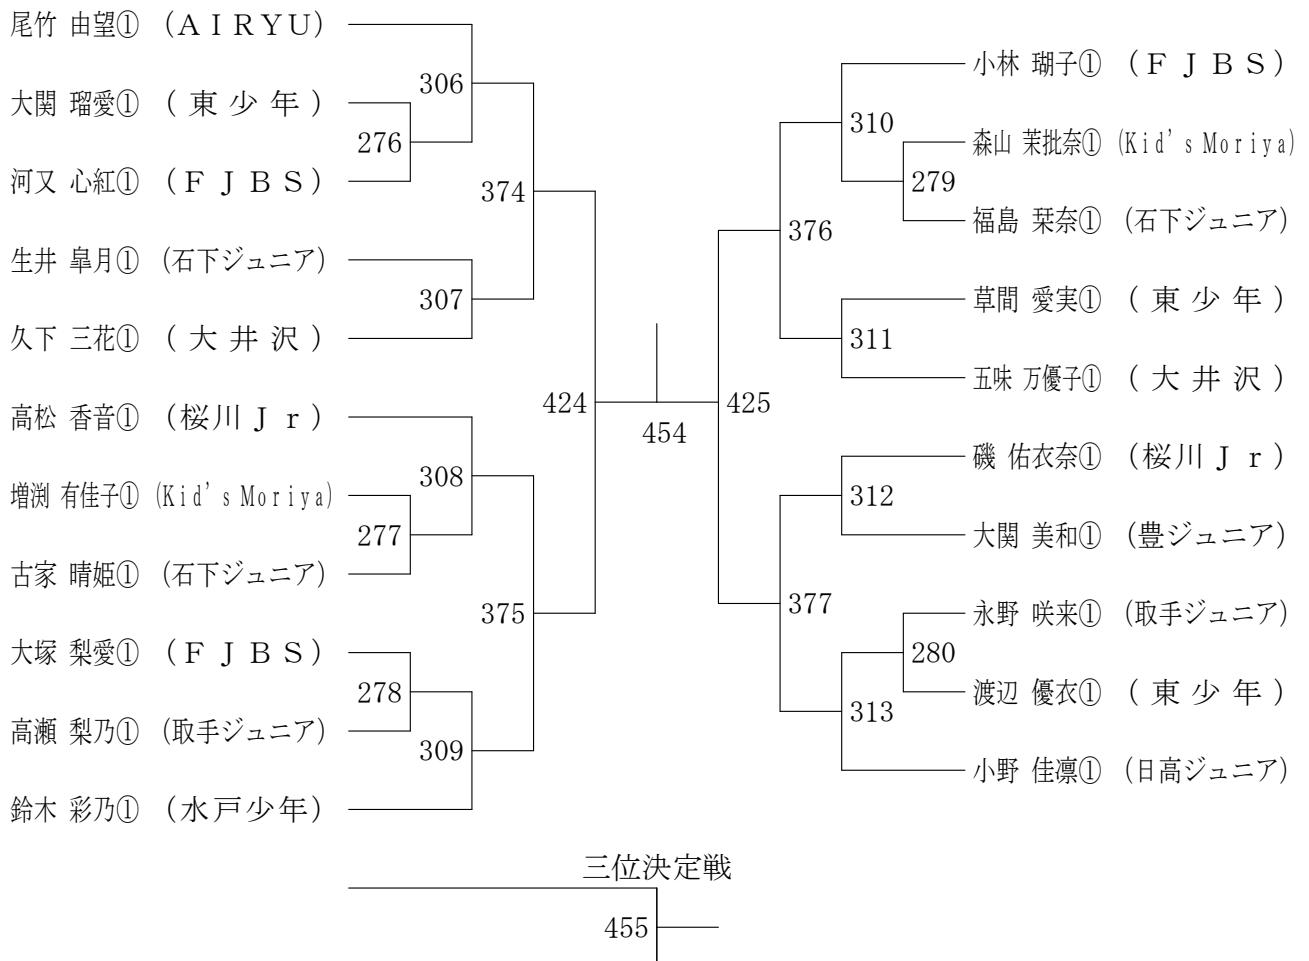 尾竹 由望① (ＡＩＲＹＵ)
306
大関 瑠愛① (東少年)
276
河又 心紅① (ＦＪＢＳ)
374
生井 皐月① (石下ジュニア)
307
久下 三花① (大井沢)
424
高松 香音① (桜川Ｊｒ)
308
増渕 有佳子① (Kid's Moriya)
277
古家 晴姫① (石下ジュニア)
375
大塚 梨愛① (ＦＪＢＳ)
278
高瀬 梨乃① (取手ジュニア)
309
鈴木 彩乃① (水戸少年)
454
小林 瑚子① (ＦＪＢＳ)
310
森山 茉批奈① (Kid's Moriya)
279
福島 栞奈① (石下ジュニア)
376
草間 愛実① (東少年)
311
五味 万優子① (大井沢)
425
磯 佑衣奈① (桜川Ｊｒ)
312
大関 美和① (豊ジュニア)
377
永野 咲来① (取手ジュニア)
280
渡辺 優衣① (東少年)
313
小野 佳凛① (日高ジュニア)
三位決定戦
455